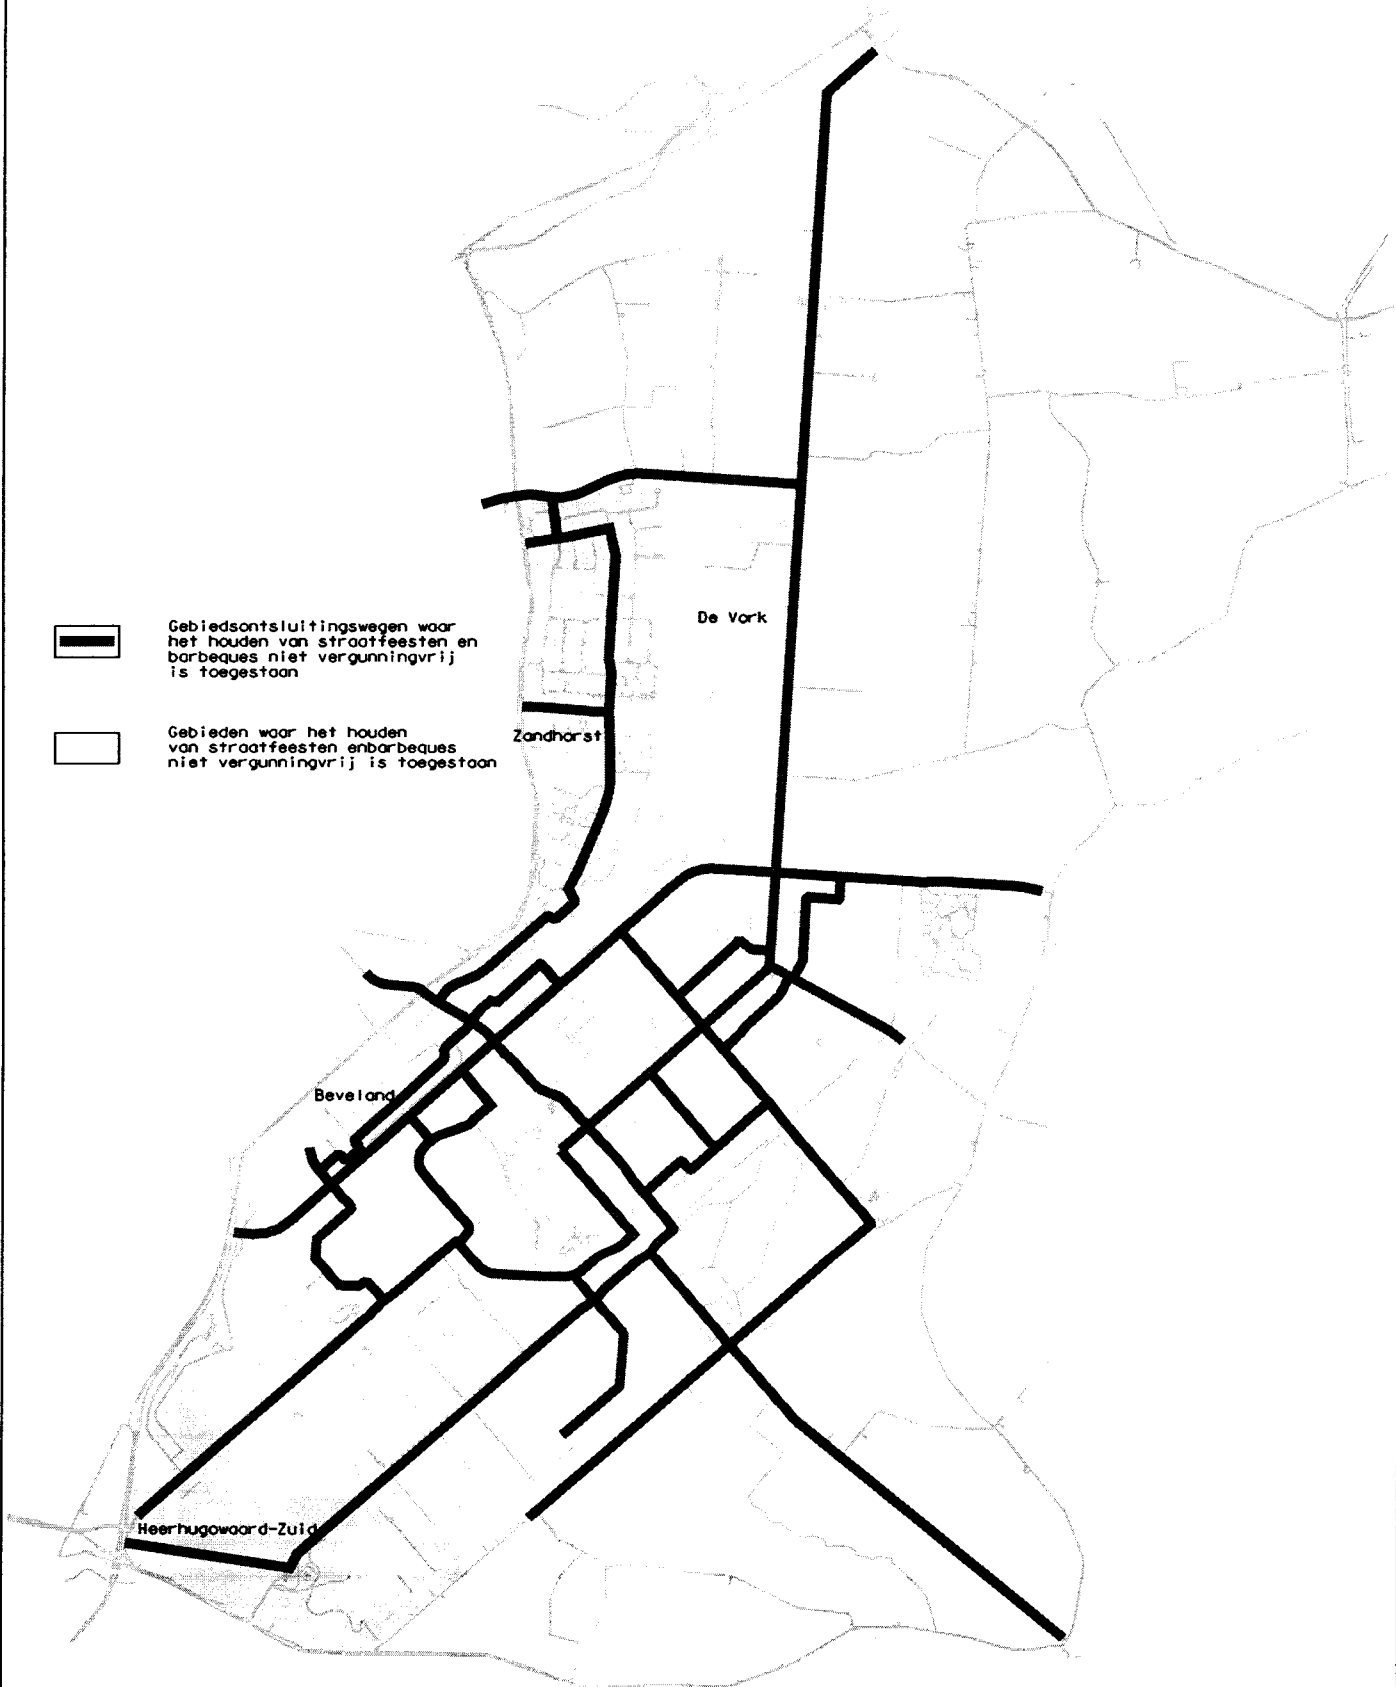 De Vork
Gebiedsontsluitingswegen waar
het houden van straatfeesten en
barbeques niet vergunningvrij
is toegestaan
Gebieden waar het houden
van straatfeesten enbarbeques
niet vergunningvrij is toegestaan
Zandhorst
Beveland
Heerhugowaard-Zuid